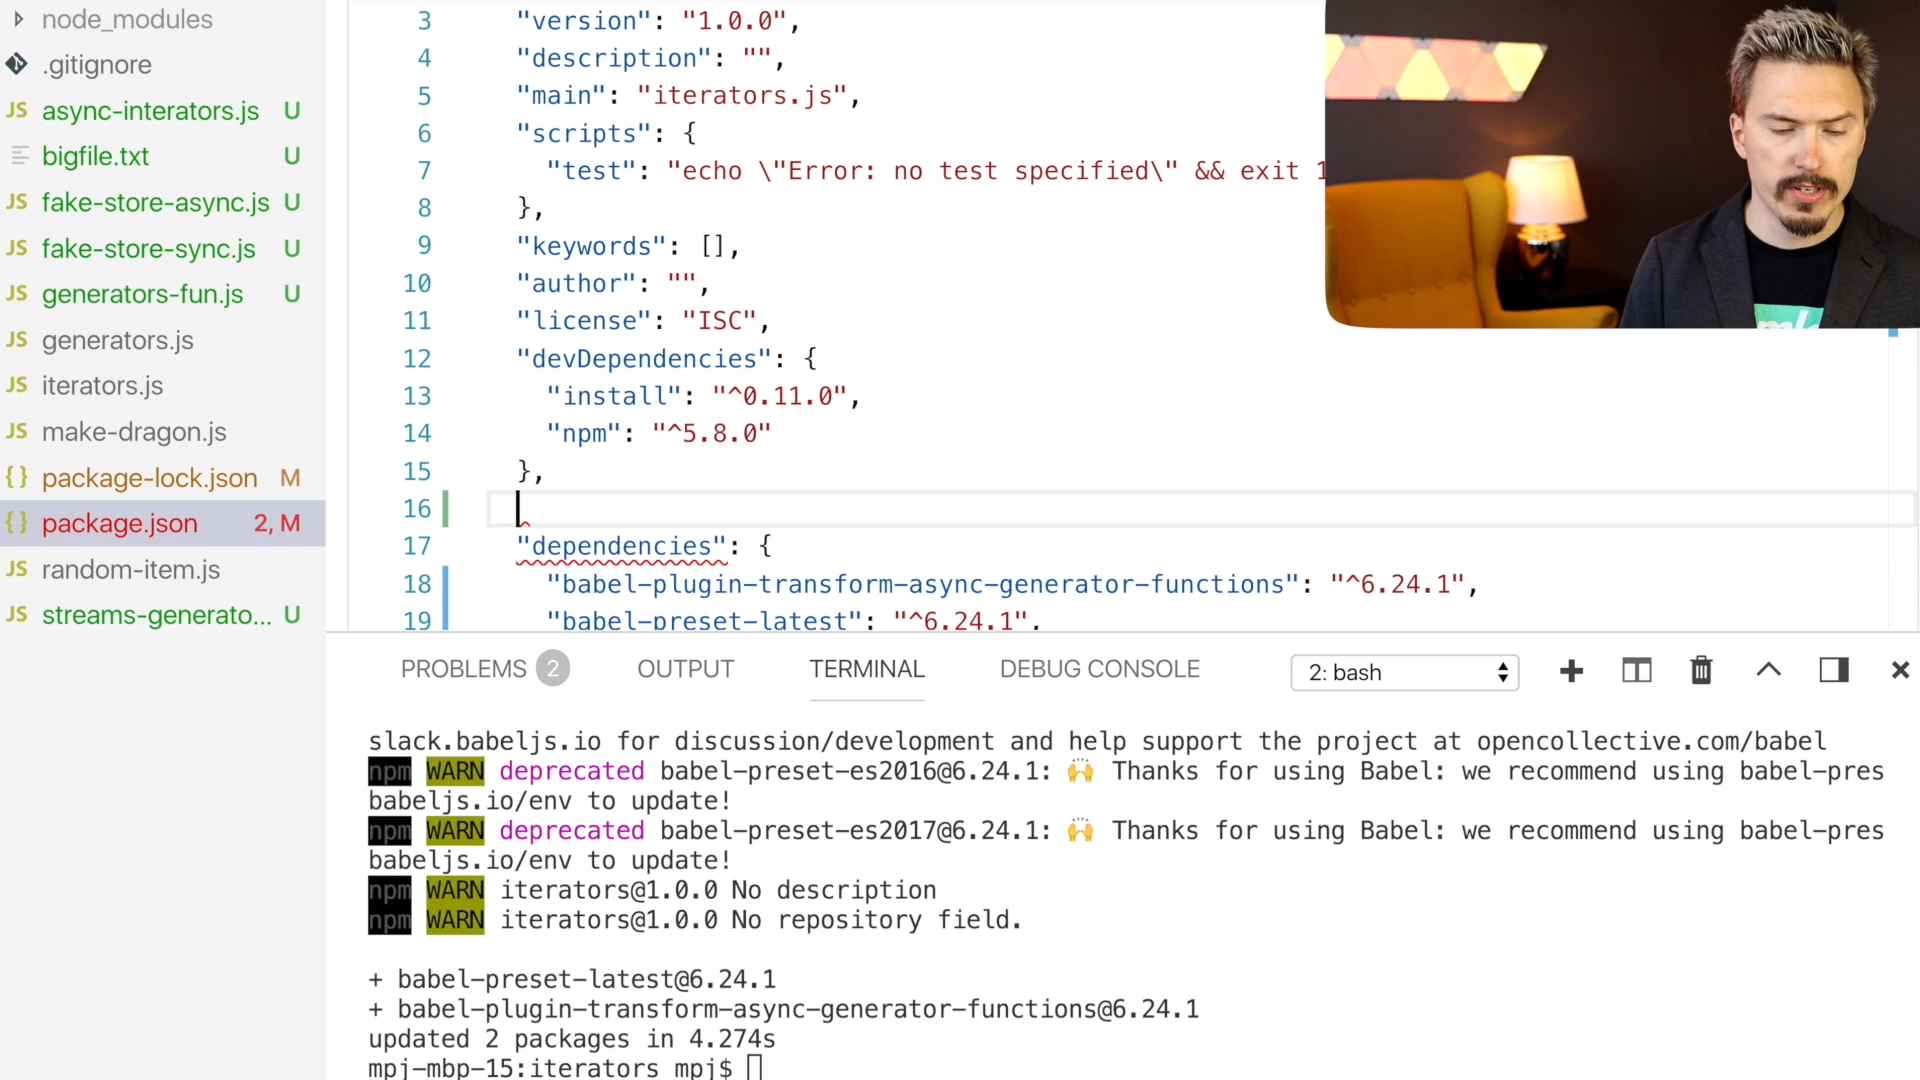 node_modules
.gitignore
JS async-interators.js U
bigfile.txt U
JS fake-store-async.js U
JS fake-store-sync.js U
JS generators-fun.js U
JS generators.js
JS iterators.js
JS make-dragon.js
{} package-lock.json M
{} package.json 2, M
JS random-item.js
JS streams-generato... U
3 "version": "1.0.0",
4 "description": "",
5 "main": "iterators.js",
6 "scripts": {
7 "test": "echo \"Error: no test specified\" && exit 1
8 },
9 "keywords": [],
10 "author": "",
11 "license": "ISC",
12 "devDependencies": {
13 "install": "^0.11.0",
14 "npm": "^5.8.0"
15 },
16
17 "dependencies": {
18 "babel-plugin-transform-async-generator-functions": "^6.24.1",
19 "babel-preset-latest": "^6.24.1",
PROBLEMS 2 OUTPUT TERMINAL DEBUG CONSOLE 2: bash
slack.babeljs.io for discussion/development and help support the project at opencollective.com/babel
npm WARN deprecated babel-preset-es2016@6.24.1: 🙌 Thanks for using Babel: we recommend using babel-pres
babeljs.io/env to update!
npm WARN deprecated babel-preset-es2017@6.24.1: 🙌 Thanks for using Babel: we recommend using babel-pres
babeljs.io/env to update!
npm WARN iterators@1.0.0 No description
npm WARN iterators@1.0.0 No repository field.
+ babel-preset-latest@6.24.1
+ babel-plugin-transform-async-generator-functions@6.24.1
updated 2 packages in 4.274s
mpj-mbp-15:iterators mpj$